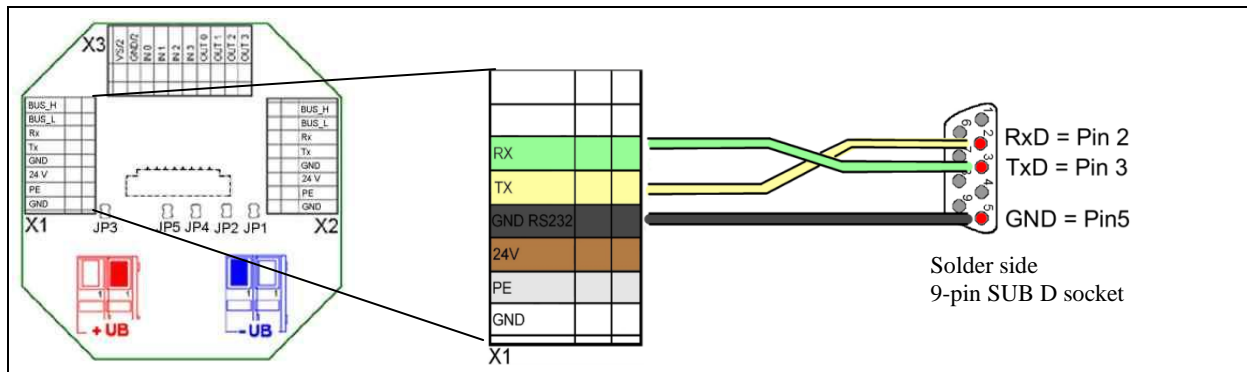 X3
VS/2
GND/2
IN 0
IN 1
IN 2
IN 3
OUT 0
OUT 1
OUT 2
OUT 3
BUS_H
BUS_L
Rx
Tx
GND
24 V
PE
GND
X1
BUS_H
BUS_L
Rx
Tx
GND
24 V
PE
GND
X2
JP3
JP5
JP4
JP2
JP1
1
1
+ UB
1
1
- UB
RX
TX
GND RS232
24V
PE
GND
X1
1
6
2
7
3
8
4
9
5
RxD = Pin 2
TxD = Pin 3
GND = Pin5
Solder side
9-pin SUB D socket